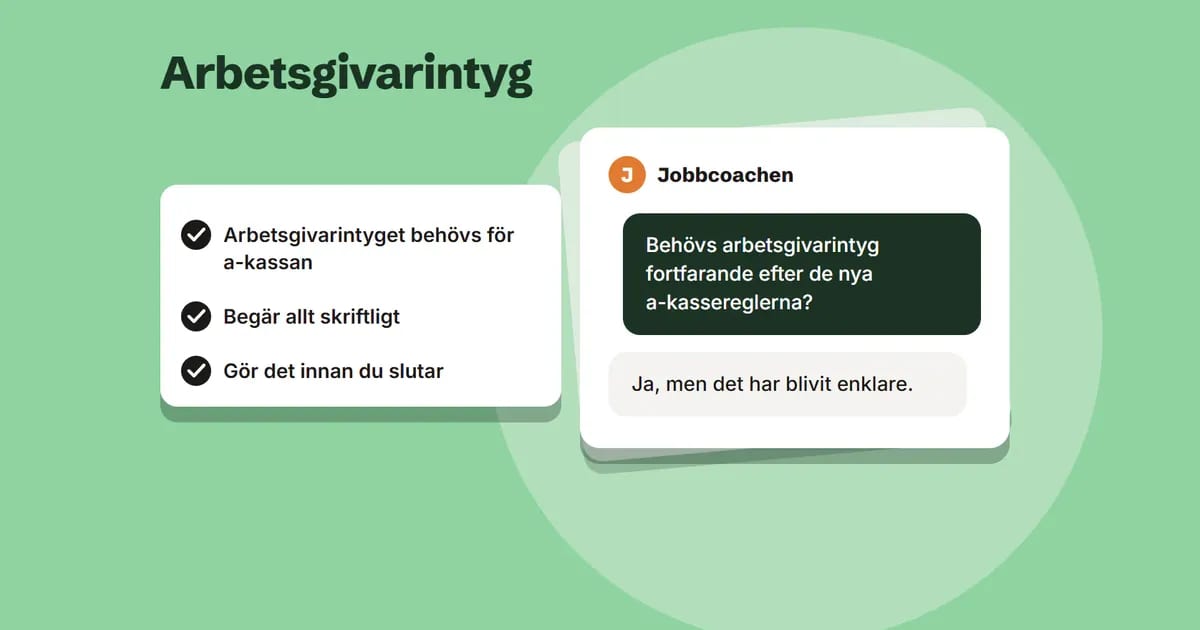 Arbetsgivarintyg
Arbetsgivarintyget behövs för
a-kassan
Begär allt skriftligt
Gör det innan du slutar
J Jobbcoachen
Behövs arbetsgivarintyg
fortfarande efter de nya
a-kassereglerna?
Ja, men det har blivit enklare.